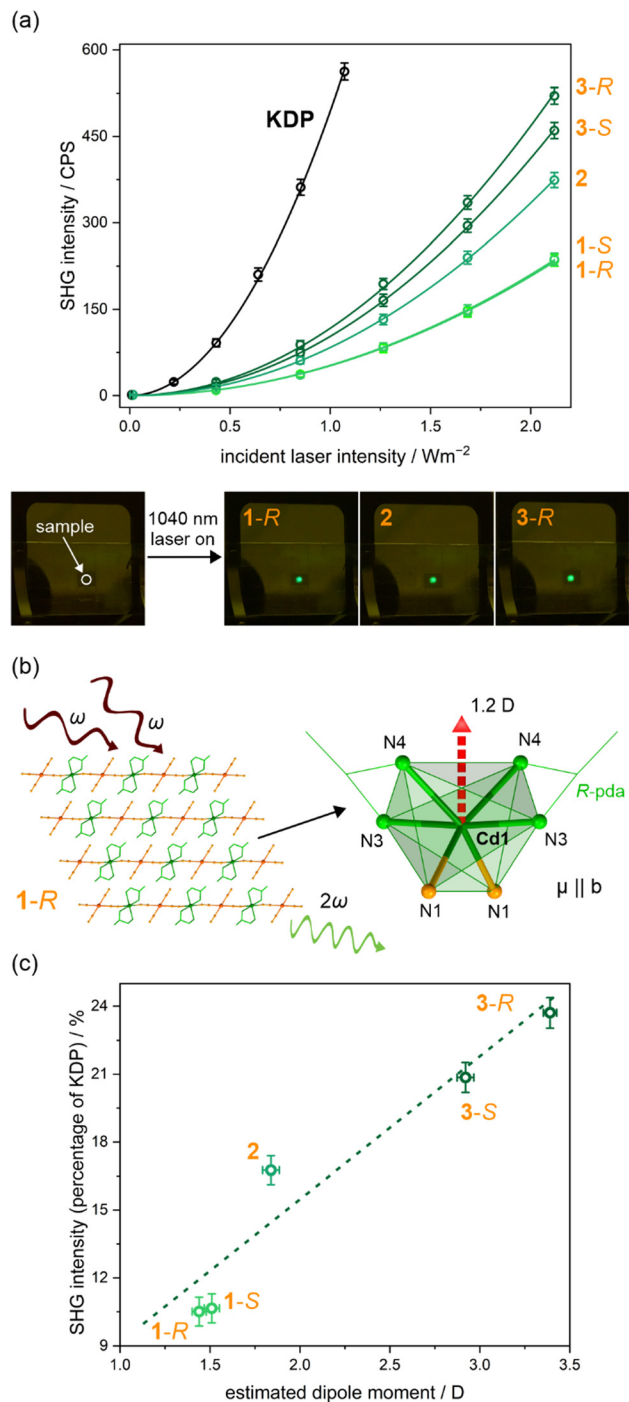 (a)
600
450
300
150
0
SHG intensity / CPS
KDP
3-R
3-S
2
1-S
1-R
0.0 0.5 1.0 1.5 2.0
incident laser intensity / Wm⁻²
sample
1040 nm
laser on
1-R
2
3-R
(b)
ω
ω
1-R
2ω
1.2 D
N4
N4
R-pda
N3
Cd1
N3
N1
N1
μ || b
(c)
24
21
18
15
12
9
SHG intensity (percentage of KDP) / %
3-R
3-S
2
1-S
1-R
1.0 1.5 2.0 2.5 3.0 3.5
estimated dipole moment / D